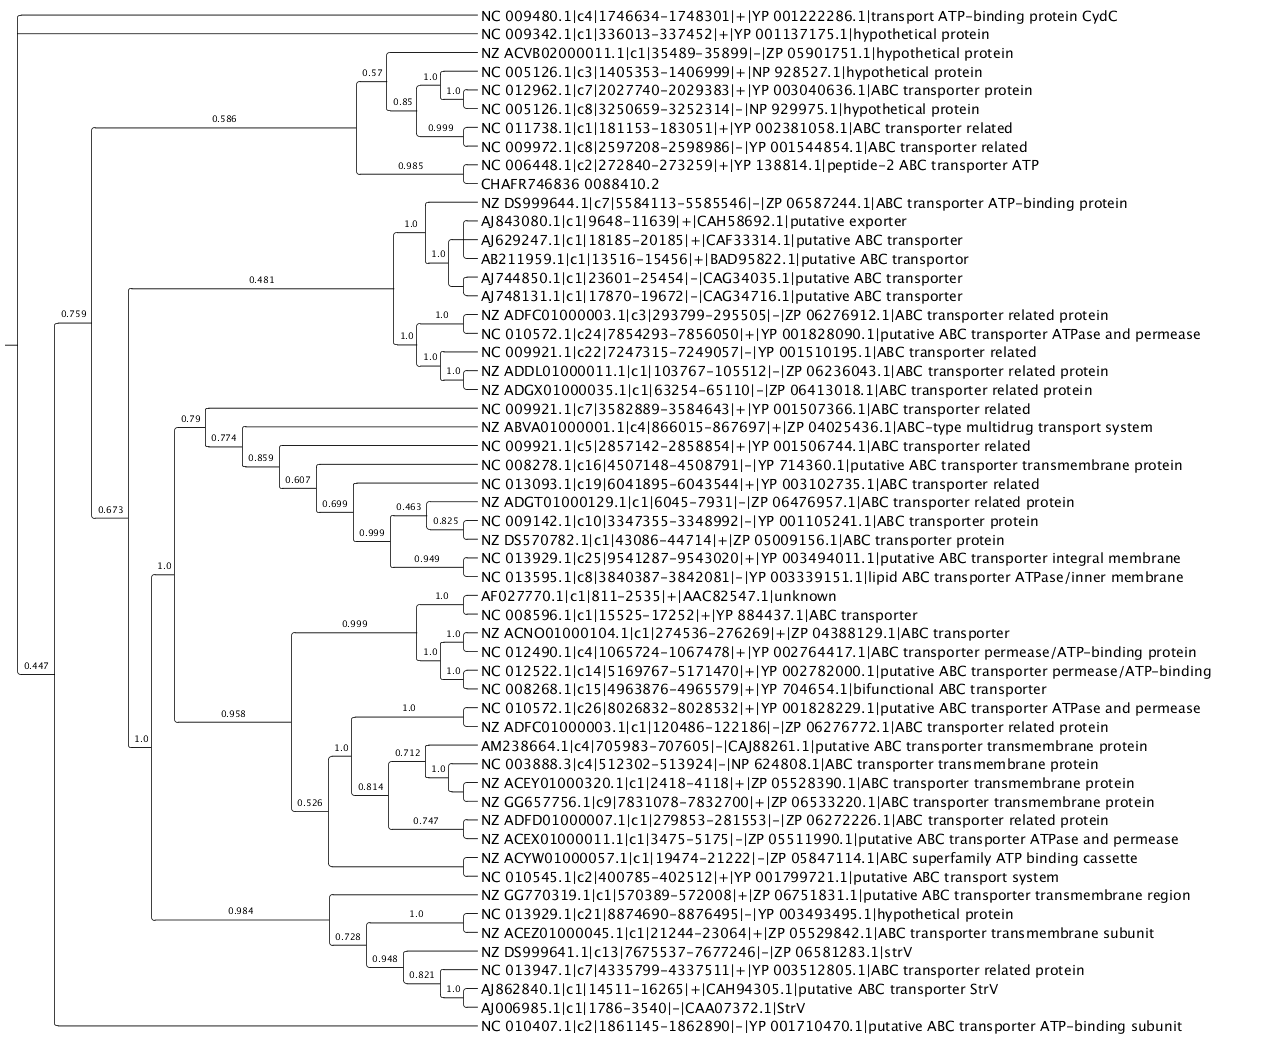 NC 009480.1|c4|1746634-1748301|+|YP 001222286.1|transport ATP-binding protein CydC
NC 009342.1|c1|336013-337452|+|YP 001137175.1|hypothetical protein
NZ ACVB02000011.1|c1|35489-35899|-|ZP 05901751.1|hypothetical protein
0.57
NC 005126.1|c3|1405353-1406999|+|NP 928527.1|hypothetical protein
1.0
NC 012962.1|c7|2027740-2029383|+|YP 003040636.1|ABC transporter protein
1.0
0.85
NC 005126.1|c8|3250659-3252314|-|NP 929975.1|hypothetical protein
0.586
0.999
NC 011738.1|c1|181153-183051|+|YP 002381058.1|ABC transporter related
NC 009972.1|c8|2597208-2598986|-|YP 001544854.1|ABC transporter related
0.985
NC 006448.1|c2|272840-273259|+|YP 138814.1|peptide-2 ABC transporter ATP
CHAFR746836 0088410.2
NZ DS999644.1|c7|5584113-5585546|-|ZP 06587244.1|ABC transporter ATP-binding protein
1.0
AJ843080.1|c1|9648-11639|+|CAH58692.1|putative exporter
AJ629247.1|c1|18185-20185|+|CAF33314.1|putative ABC transporter
1.0
AB211959.1|c1|13516-15456|+|BAD95822.1|putative ABC transportor
0.481
AJ744850.1|c1|23601-25454|-|CAG34035.1|putative ABC transporter
AJ748131.1|c1|17870-19672|-|CAG34716.1|putative ABC transporter
0.759
1.0
NZ ADFC01000003.1|c3|293799-295505|-|ZP 06276912.1|ABC transporter related protein
1.0
NC 010572.1|c24|7854293-7856050|+|YP 001828090.1|putative ABC transporter ATPase and permease
1.0
NC 009921.1|c22|7247315-7249057|-|YP 001510195.1|ABC transporter related
1.0
NZ ADDL01000011.1|c1|103767-105512|-|ZP 06236043.1|ABC transporter related protein
NZ ADGX01000035.1|c1|63254-65110|-|ZP 06413018.1|ABC transporter related protein
NC 009921.1|c7|3582889-3584643|+|YP 001507366.1|ABC transporter related
0.79
NZ ABVA01000001.1|c4|866015-867697|+|ZP 04025436.1|ABC-type multidrug transport system
0.774
NC 009921.1|c5|2857142-2858854|+|YP 001506744.1|ABC transporter related
0.859
NC 008278.1|c16|4507148-4508791|-|YP 714360.1|putative ABC transporter transmembrane protein
0.607
NC 013093.1|c19|6041895-6043544|+|YP 003102735.1|ABC transporter related
0.699
0.463
NZ ADGT01000129.1|c1|6045-7931|-|ZP 06476957.1|ABC transporter related protein
0.673
0.825
NC 009142.1|c10|3347355-3348992|-|YP 001105241.1|ABC transporter protein
0.999
NZ DS570782.1|c1|43086-44714|+|ZP 05009156.1|ABC transporter protein
0.949
NC 013929.1|c25|9541287-9543020|+|YP 003494011.1|putative ABC transporter integral membrane
1.0
NC 013595.1|c8|3840387-3842081|-|YP 003339151.1|lipid ABC transporter ATPase/inner membrane
1.0
AF027770.1|c1|811-2535|+|AAC82547.1|unknown
NC 008596.1|c1|15525-17252|+|YP 884437.1|ABC transporter
0.999
1.0
NZ ACNO01000104.1|c1|274536-276269|+|ZP 04388129.1|ABC transporter
1.0
NC 012490.1|c4|1065724-1067478|+|YP 002764417.1|ABC transporter permease/ATP-binding protein
0.447
1.0
NC 012522.1|c14|5169767-5171470|+|YP 002782000.1|putative ABC transporter permease/ATP-binding
NC 008268.1|c15|4963876-4965579|+|YP 704654.1|bifunctional ABC transporter
0.958
1.0
NC 010572.1|c26|8026832-8028532|+|YP 001828229.1|putative ABC transporter ATPase and permease
NZ ADFC01000003.1|c1|120486-122186|-|ZP 06276772.1|ABC transporter related protein
1.0
1.0
0.712
AM238664.1|c4|705983-707605|-|CAJ88261.1|putative ABC transporter transmembrane protein
1.0
NC 003888.3|c4|512302-513924|-|NP 624808.1|ABC transporter transmembrane protein
0.814
NZ ACEY01000320.1|c1|2418-4118|+|ZP 05528390.1|ABC transporter transmembrane protein
0.526
NZ GG657756.1|c9|7831078-7832700|+|ZP 06533220.1|ABC transporter transmembrane protein
0.747
NZ ADFD01000007.1|c1|279853-281553|-|ZP 06272226.1|ABC transporter related protein
NZ ACEX01000011.1|c1|3475-5175|-|ZP 05511990.1|putative ABC transporter ATPase and permease
NZ ACYW01000057.1|c1|19474-21222|-|ZP 05847114.1|ABC superfamily ATP binding cassette
NC 010545.1|c2|400785-402512|+|YP 001799721.1|putative ABC transport system
NZ GG770319.1|c1|570389-572008|+|ZP 06751831.1|putative ABC transporter transmembrane region
0.984
1.0
NC 013929.1|c21|8874690-8876495|-|YP 003493495.1|hypothetical protein
0.728
NZ ACEZ01000045.1|c1|21244-23064|+|ZP 05529842.1|ABC transporter transmembrane subunit
NZ DS999641.1|c13|7675537-7677246|-|ZP 06581283.1|strV
0.948
NC 013947.1|c7|4335799-4337511|+|YP 003512805.1|ABC transporter related protein
0.821
AJ862840.1|c1|14511-16265|+|CAH94305.1|putative ABC transporter StrV
1.0
AJ006985.1|c1|1786-3540|-|CAA07372.1|StrV
NC 010407.1|c2|1861145-1862890|-|YP 001710470.1|putative ABC transporter ATP-binding subunit